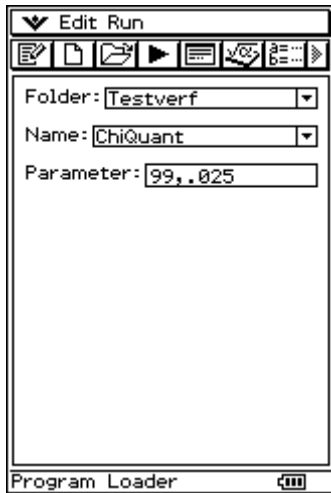 Edit Run
Folder: Testverf
Name: ChiQuant
Parameter: 99,.025
Program Loader